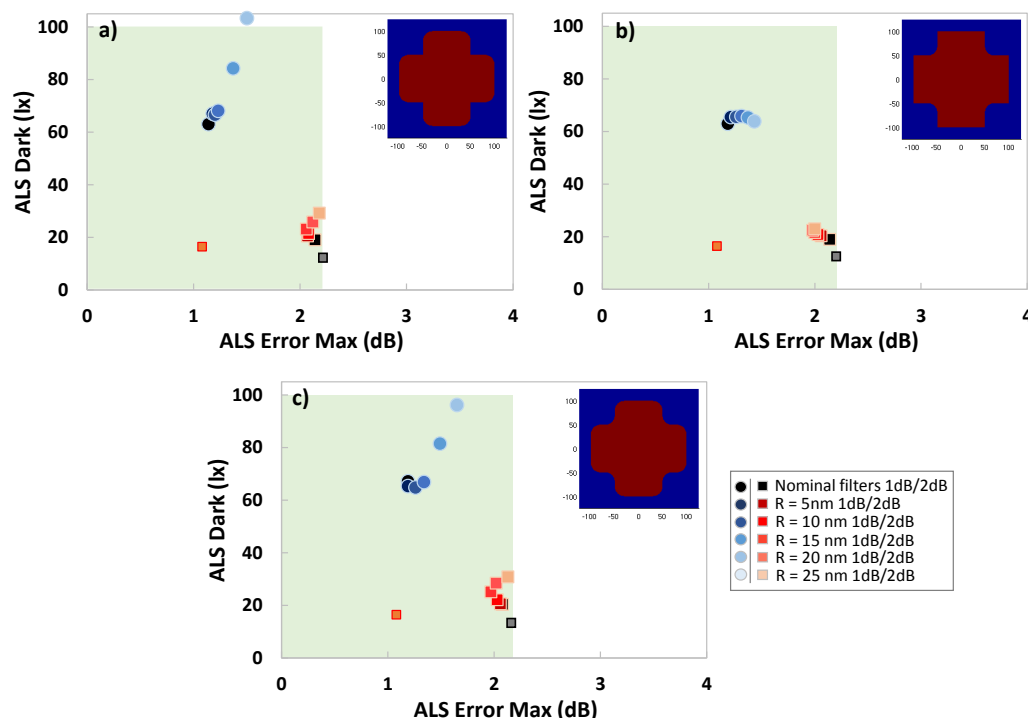 a)
ALS Dark (lx)
100
80
60
40
20
0
0 1 2 3 4
ALS Error Max (dB)
100
50
0
-50
-100
-100 -50 0 50 100
b)
ALS Dark (lx)
100
80
60
40
20
0
0 1 2 3 4
ALS Error Max (dB)
100
50
0
-50
-100
-100 -50 0 50 100
c)
ALS Dark (lx)
100
80
60
40
20
0
0 1 2 3 4
ALS Error Max (dB)
100
50
0
-50
-100
-100 -50 0 50 100
Nominal filters 1dB/2dB
R = 5nm 1dB/2dB
R = 10 nm 1dB/2dB
R = 15 nm 1dB/2dB
R = 20 nm 1dB/2dB
R = 25 nm 1dB/2dB